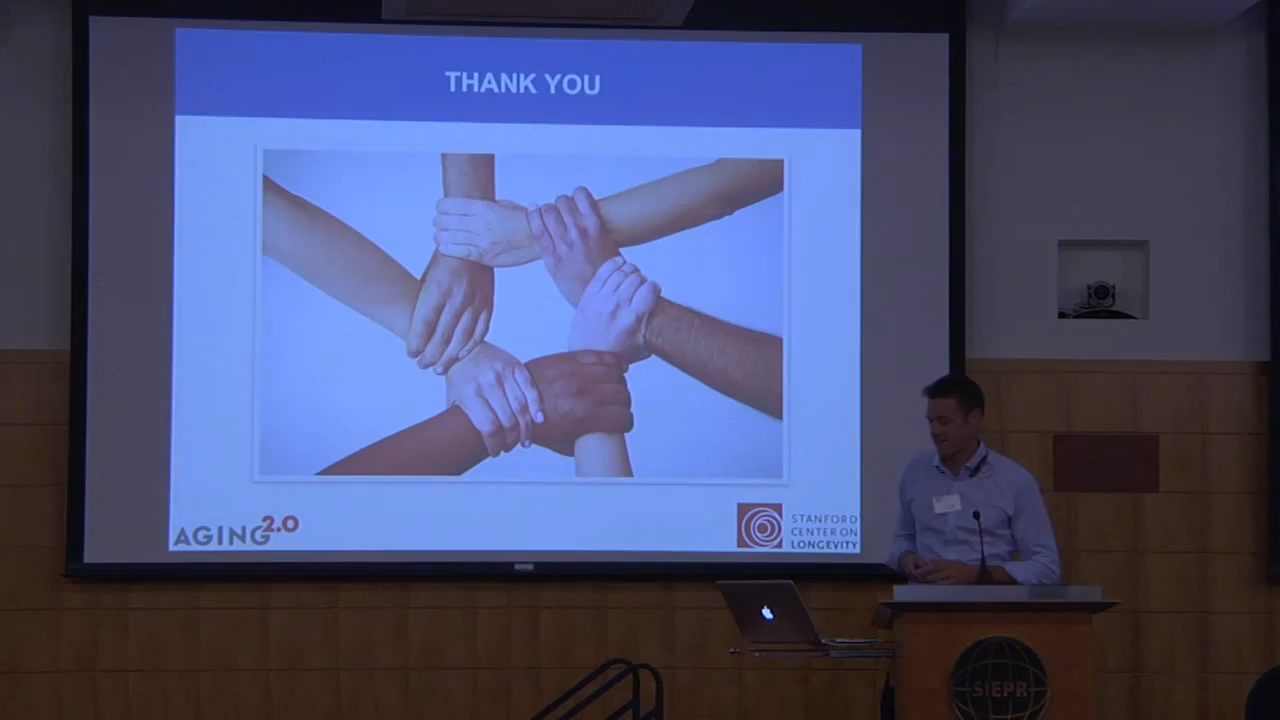 THANK YOU
AGING2.0
STANFORD
CENTER ON
LONGEVITY
SIEPR